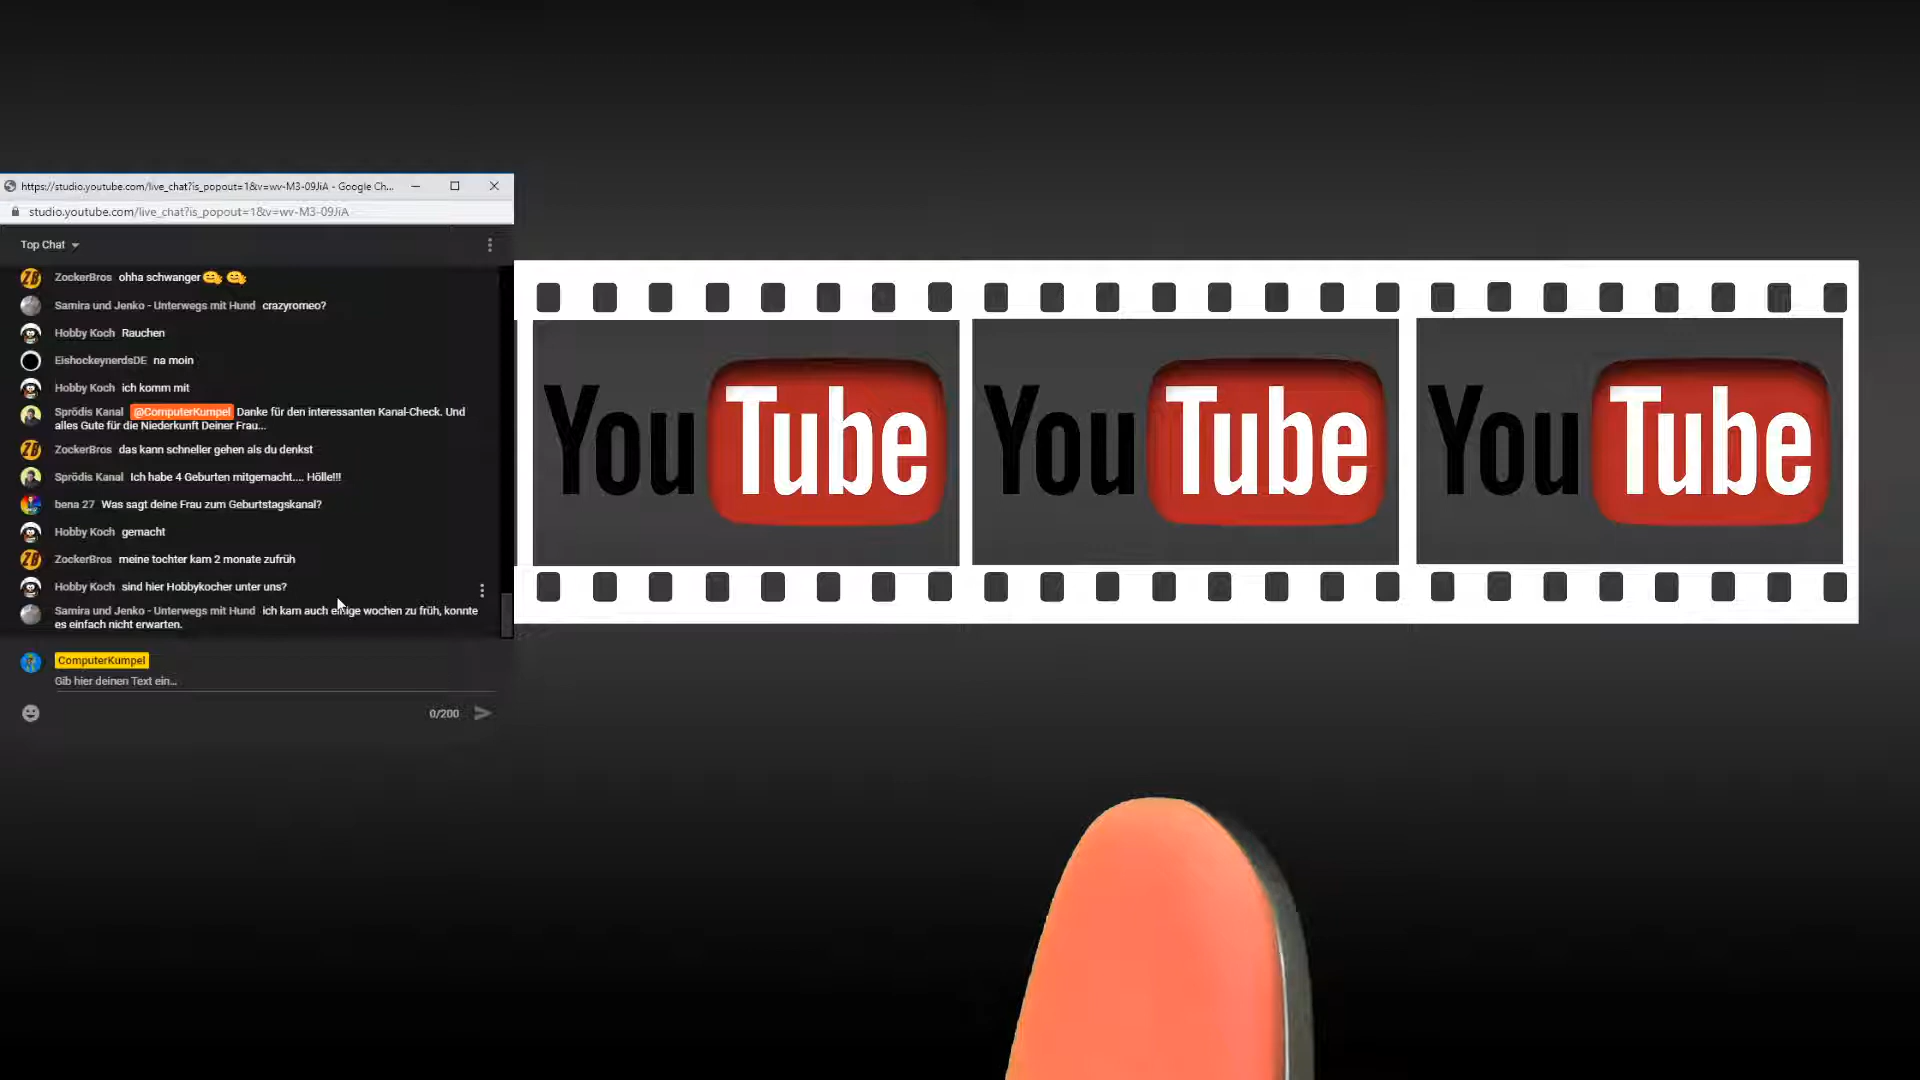 https://studio.youtube.com/live_chat?is_popout=1&v=wv-M3-09JiA - Google Ch...
studio.youtube.com/live_chat?is_popout=1&v=wv-M3-09JiA
Top Chat
ZockerBros ohha schwanger
Samira und Jenko - Unterwegs mit Hund crazyromeo?
Hobby Koch Rauchen
EishockeynerdsDE na moin
Hobby Koch ich komm mit
Sprödis Kanal @ComputerKumpel Danke für den interessanten Kanal-Check. Und
alles Gute für die Niederkunft Deiner Frau...
ZockerBros das kann schneller gehen als du denkst
Sprödis Kanal Ich habe 4 Geburten mitgemacht.... Hölle!!!
bena 27 Was sagt deine Frau zum Geburtstagskanal?
Hobby Koch gemacht
ZockerBros meine tochter kam 2 monate zufrüh
Hobby Koch sind hier Hobbykocher unter uns?
Samira und Jenko - Unterwegs mit Hund ich kam auch einige wochen zu früh, konnte
es einfach nicht erwarten.
ComputerKumpel
Gib hier deinen Text ein...
0/200
YouTube YouTube YouTube